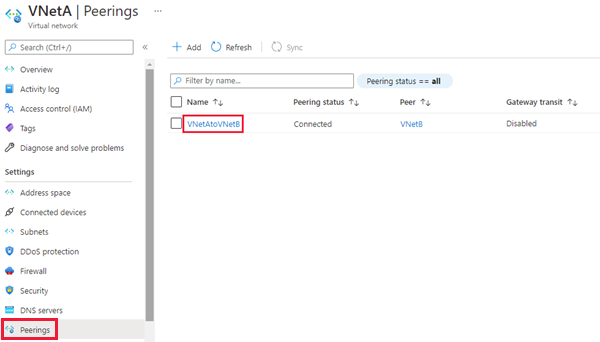 VNetA | Peerings ...
Virtual network
Search (Ctrl+/) «
Overview
Activity log
Access control (IAM)
Tags
Diagnose and solve problems
Settings
Address space
Connected devices
Subnets
DDoS protection
Firewall
Security
DNS servers
Peerings
+ Add Refresh Sync
Filter by name... Peering status == all
Name ↑↓ Peering status ↑↓ Peer ↑↓ Gateway transit ↑↓
VNetAtoVNetB Connected VNetB Disabled